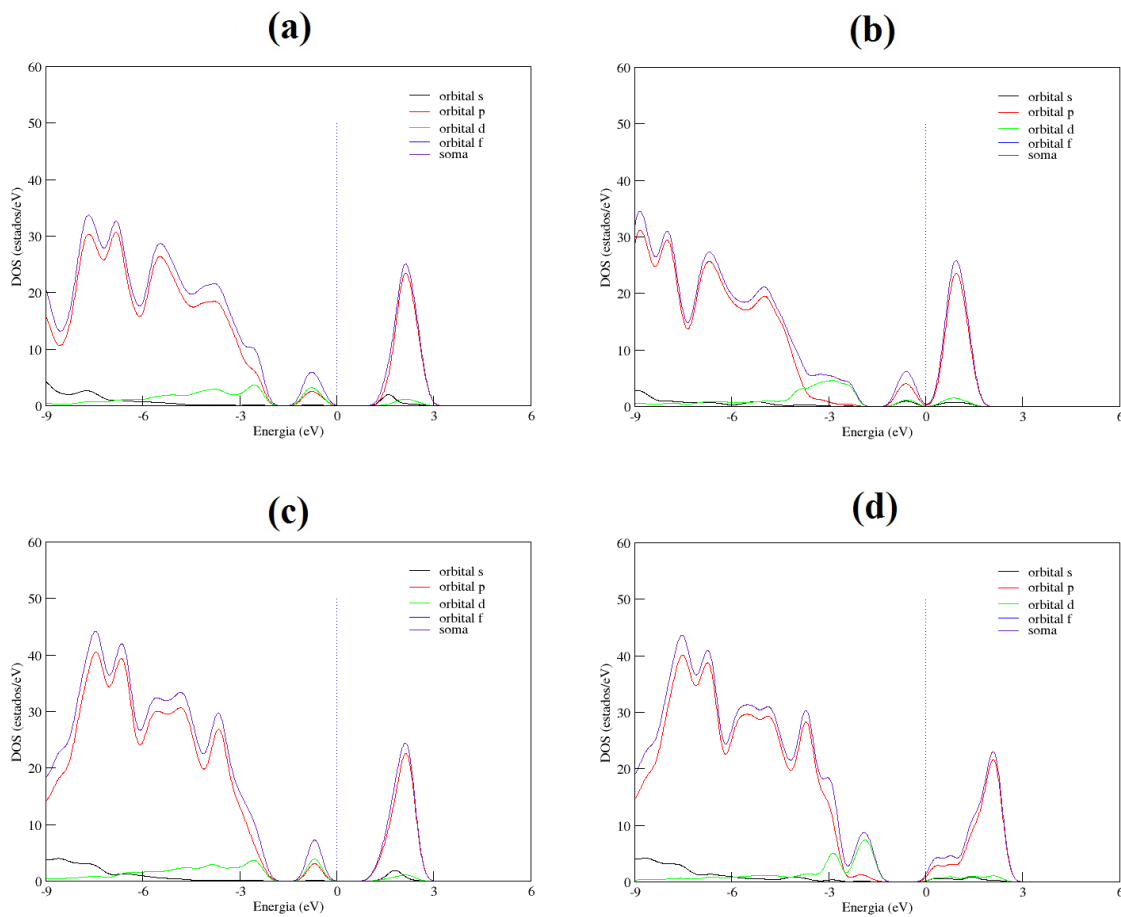 (a)
60
50
40
30
20
10
0
DOS (estados/eV)
orbital s
orbital p
orbital d
orbital f
soma
-9 -6 -3 0 3 6
Energia (eV)
(b)
60
50
40
30
20
10
0
DOS (estados/eV)
orbital s
orbital p
orbital d
orbital f
soma
-9 -6 -3 0 3 6
Energia (eV)
(c)
60
50
40
30
20
10
0
DOS (estados/eV)
orbital s
orbital p
orbital d
orbital f
soma
-9 -6 -3 0 3 6
Energia (eV)
(d)
60
50
40
30
20
10
0
DOS (estados/eV)
orbital s
orbital p
orbital d
orbital f
soma
-9 -6 -3 0 3 6
Energia (eV)